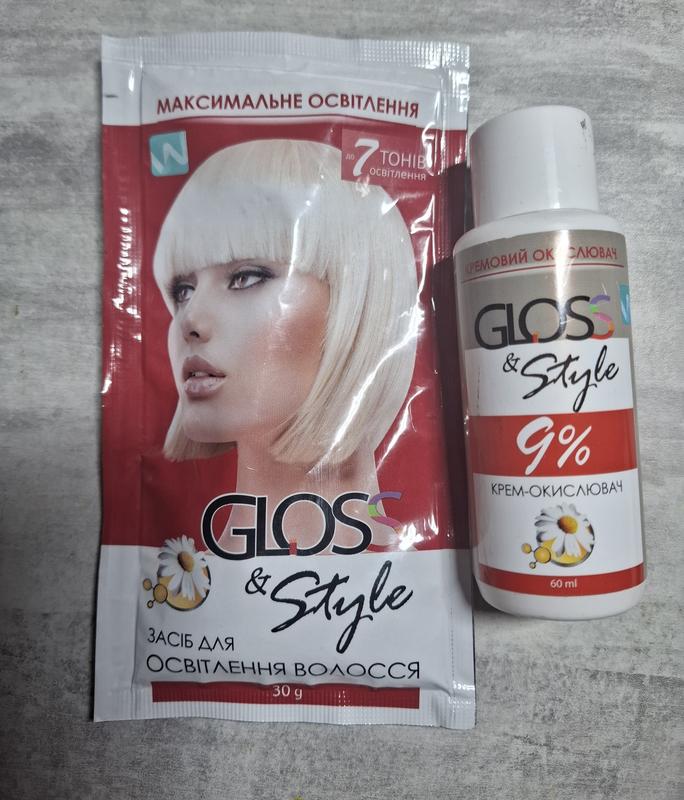 МАКСИМАЛЬНЕ ОСВІТЛЕННЯ
W
до 7 ТОНІВ
освітлення
GLOSS
& Style
ЗАСІБ ДЛЯ
ОСВІТЛЕННЯ ВОЛОССЯ
30 g
КРЕМОВИЙ ОКИСЛЮВАЧ
GLOSS
& Style
9%
КРЕМ-ОКИСЛЮВАЧ
60 ml